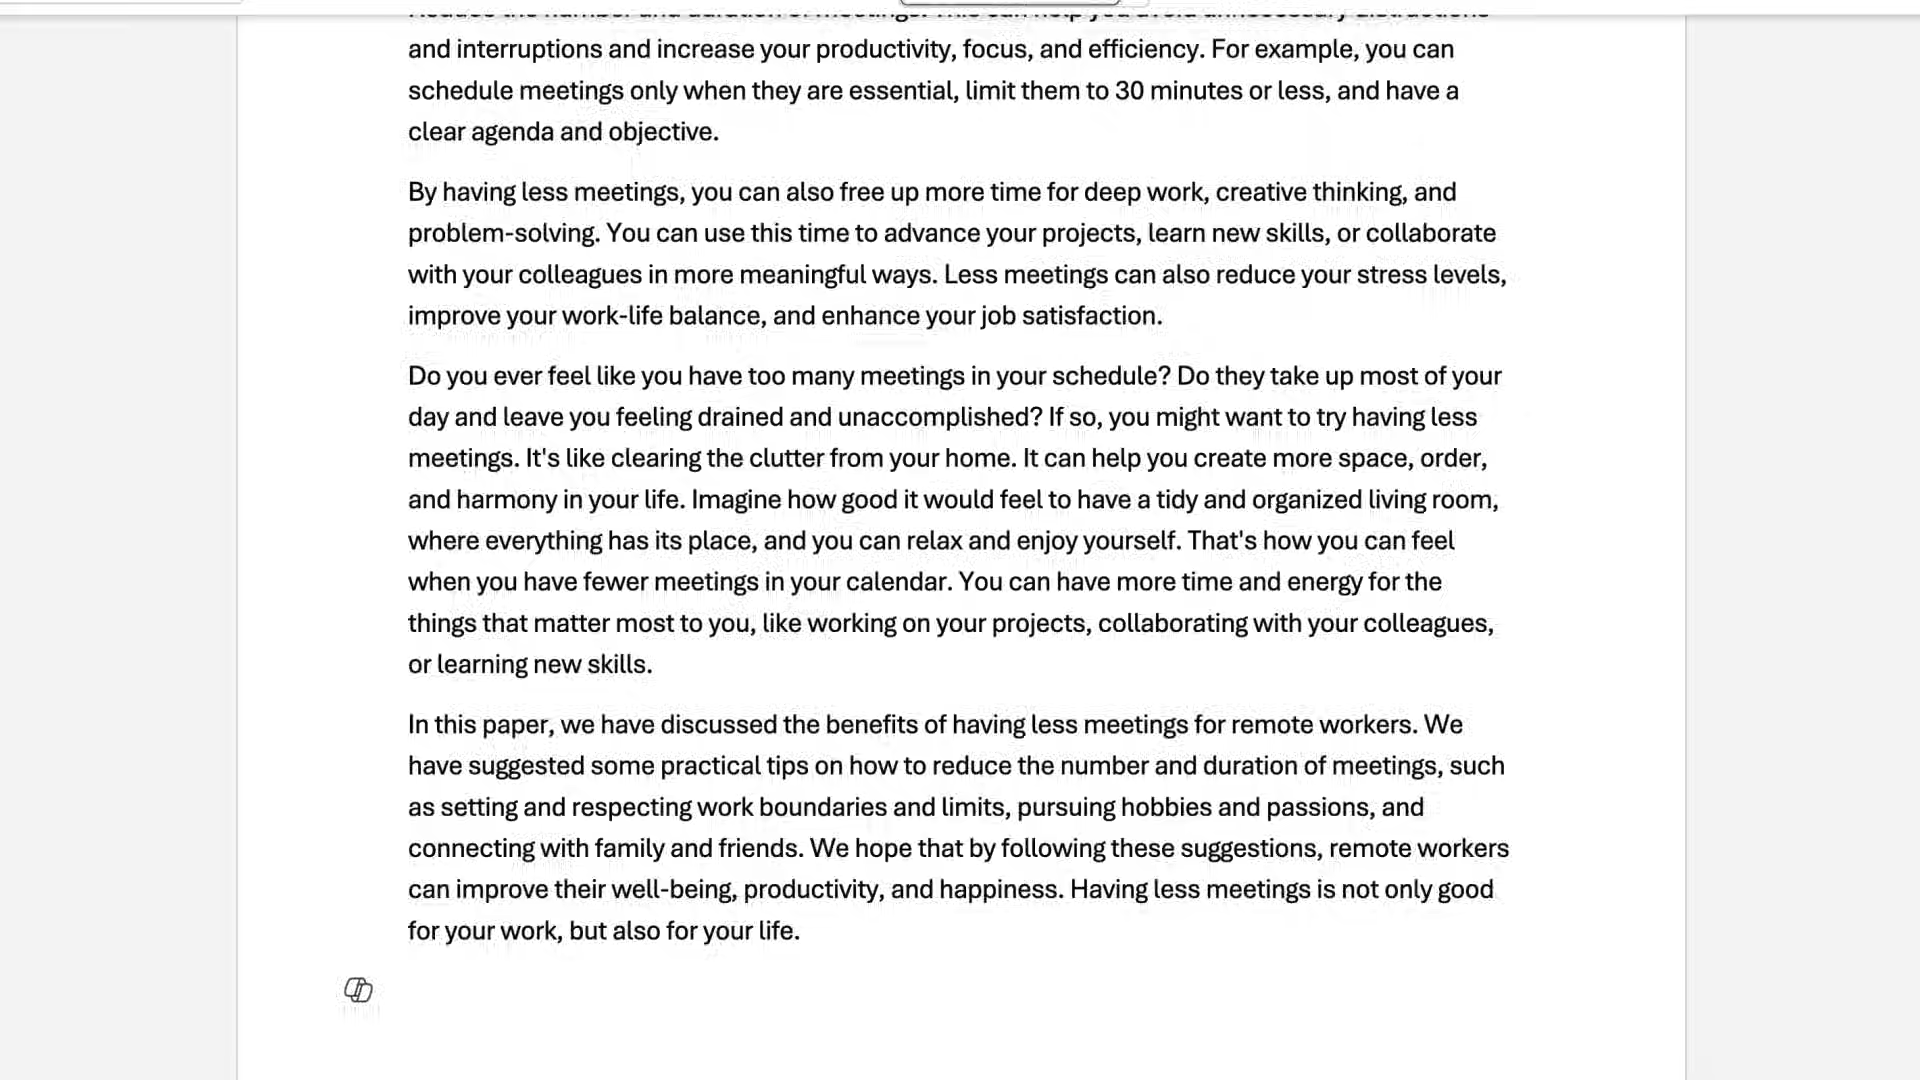 Reduce the number and duration of meetings. This can help you avoid unnecessary distractions
and interruptions and increase your productivity, focus, and efficiency. For example, you can
schedule meetings only when they are essential, limit them to 30 minutes or less, and have a
clear agenda and objective.
By having less meetings, you can also free up more time for deep work, creative thinking, and
problem-solving. You can use this time to advance your projects, learn new skills, or collaborate
with your colleagues in more meaningful ways. Less meetings can also reduce your stress levels,
improve your work-life balance, and enhance your job satisfaction.
Do you ever feel like you have too many meetings in your schedule? Do they take up most of your
day and leave you feeling drained and unaccomplished? If so, you might want to try having less
meetings. It's like clearing the clutter from your home. It can help you create more space, order,
and harmony in your life. Imagine how good it would feel to have a tidy and organized living room,
where everything has its place, and you can relax and enjoy yourself. That's how you can feel
when you have fewer meetings in your calendar. You can have more time and energy for the
things that matter most to you, like working on your projects, collaborating with your colleagues,
or learning new skills.
In this paper, we have discussed the benefits of having less meetings for remote workers. We
have suggested some practical tips on how to reduce the number and duration of meetings, such
as setting and respecting work boundaries and limits, pursuing hobbies and passions, and
connecting with family and friends. We hope that by following these suggestions, remote workers
can improve their well-being, productivity, and happiness. Having less meetings is not only good
for your work, but also for your life.